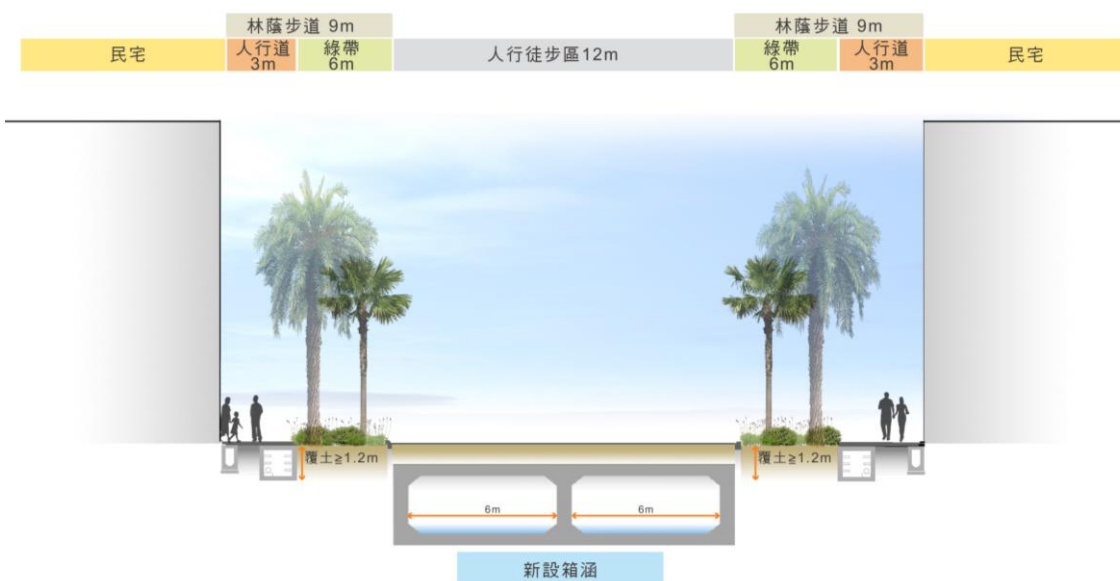 林蔭步道 9m
林蔭步道 9m
民宅
人行道
3m
綠帶
6m
人行徒步區12m
綠帶
6m
人行道
3m
民宅
覆土≧1.2m
覆土≧1.2m
6m
6m
新設箱涵